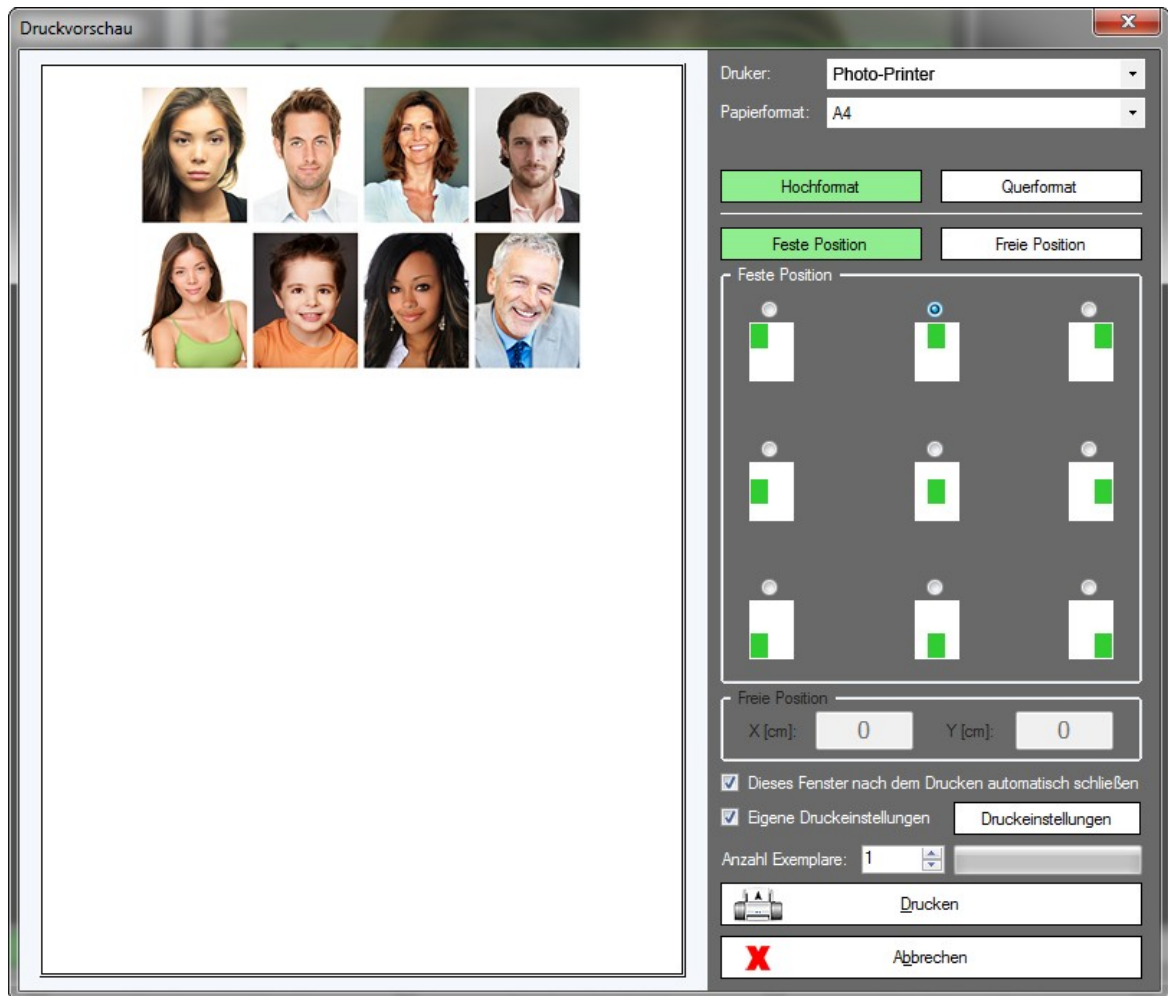 Druckvorschau
Druker: Photo-Printer
Papierformat: A4
Hochformat Querformat
Feste Position Freie Position
Feste Position
Freie Position
X [cm]: 0 Y [cm]: 0
Dieses Fenster nach dem Drucken automatisch schließen
Eigene Druckeinstellungen Druckeinstellungen
Anzahl Exemplare: 1
Drucken
Abbrechen